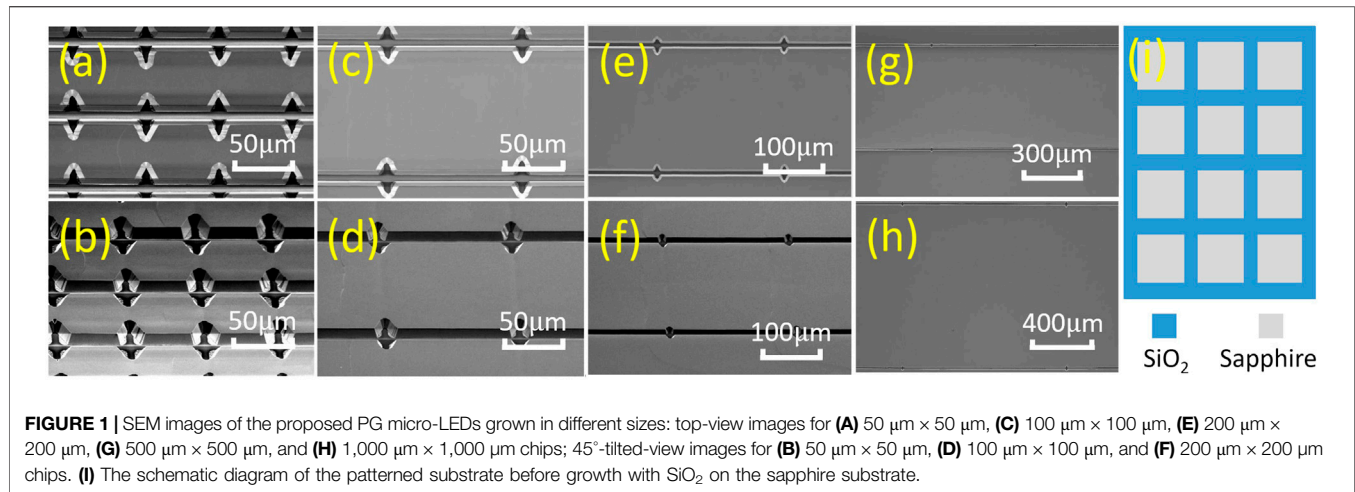 (a)
50μm
(c)
50μm
(e)
100μm
(g)
300μm
(i)
(b)
50μm
(d)
50μm
(f)
100μm
(h)
400μm
SiO₂
Sapphire
FIGURE 1 | SEM images of the proposed PG micro-LEDs grown in different sizes: top-view images for (A) 50 μm × 50 μm, (C) 100 μm × 100 μm, (E) 200 μm ×
200 μm, (G) 500 μm × 500 μm, and (H) 1,000 μm × 1,000 μm chips; 45°-tilted-view images for (B) 50 μm × 50 μm, (D) 100 μm × 100 μm, and (F) 200 μm × 200 μm
chips. (I) The schematic diagram of the patterned substrate before growth with SiO₂ on the sapphire substrate.